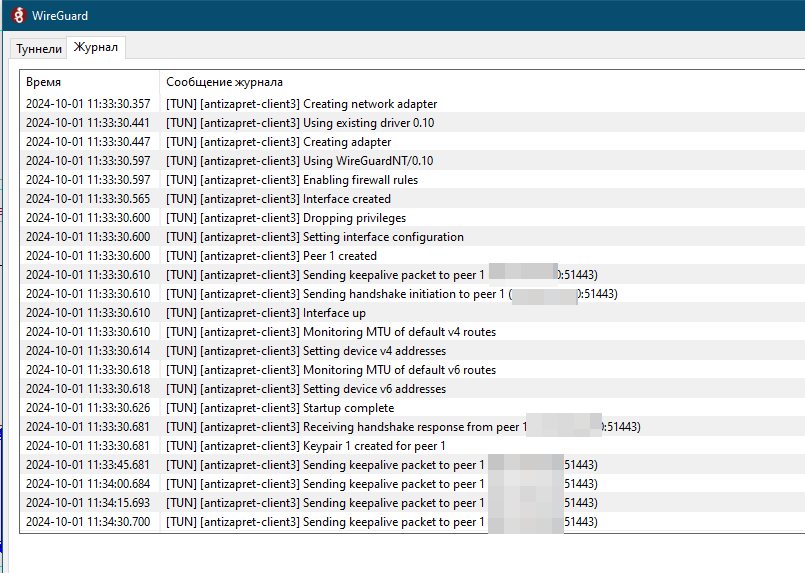 WireGuard
Туннели Журнал
Время Сообщение журнала
2024-10-01 11:33:30.357 [TUN] [antizapret-client3] Creating network adapter
2024-10-01 11:33:30.441 [TUN] [antizapret-client3] Using existing driver 0.10
2024-10-01 11:33:30.447 [TUN] [antizapret-client3] Creating adapter
2024-10-01 11:33:30.597 [TUN] [antizapret-client3] Using WireGuardNT/0.10
2024-10-01 11:33:30.597 [TUN] [antizapret-client3] Enabling firewall rules
2024-10-01 11:33:30.565 [TUN] [antizapret-client3] Interface created
2024-10-01 11:33:30.600 [TUN] [antizapret-client3] Dropping privileges
2024-10-01 11:33:30.600 [TUN] [antizapret-client3] Setting interface configuration
2024-10-01 11:33:30.600 [TUN] [antizapret-client3] Peer 1 created
2024-10-01 11:33:30.610 [TUN] [antizapret-client3] Sending keepalive packet to peer 1 :51443)
2024-10-01 11:33:30.610 [TUN] [antizapret-client3] Sending handshake initiation to peer 1 ( :51443)
2024-10-01 11:33:30.610 [TUN] [antizapret-client3] Interface up
2024-10-01 11:33:30.610 [TUN] [antizapret-client3] Monitoring MTU of default v4 routes
2024-10-01 11:33:30.614 [TUN] [antizapret-client3] Setting device v4 addresses
2024-10-01 11:33:30.618 [TUN] [antizapret-client3] Monitoring MTU of default v6 routes
2024-10-01 11:33:30.618 [TUN] [antizapret-client3] Setting device v6 addresses
2024-10-01 11:33:30.626 [TUN] [antizapret-client3] Startup complete
2024-10-01 11:33:30.681 [TUN] [antizapret-client3] Receiving handshake response from peer 1 :51443)
2024-10-01 11:33:30.681 [TUN] [antizapret-client3] Keypair 1 created for peer 1
2024-10-01 11:33:45.681 [TUN] [antizapret-client3] Sending keepalive packet to peer 1 51443)
2024-10-01 11:34:00.684 [TUN] [antizapret-client3] Sending keepalive packet to peer 1 51443)
2024-10-01 11:34:15.693 [TUN] [antizapret-client3] Sending keepalive packet to peer 1 51443)
2024-10-01 11:34:30.700 [TUN] [antizapret-client3] Sending keepalive packet to peer 1 51443)